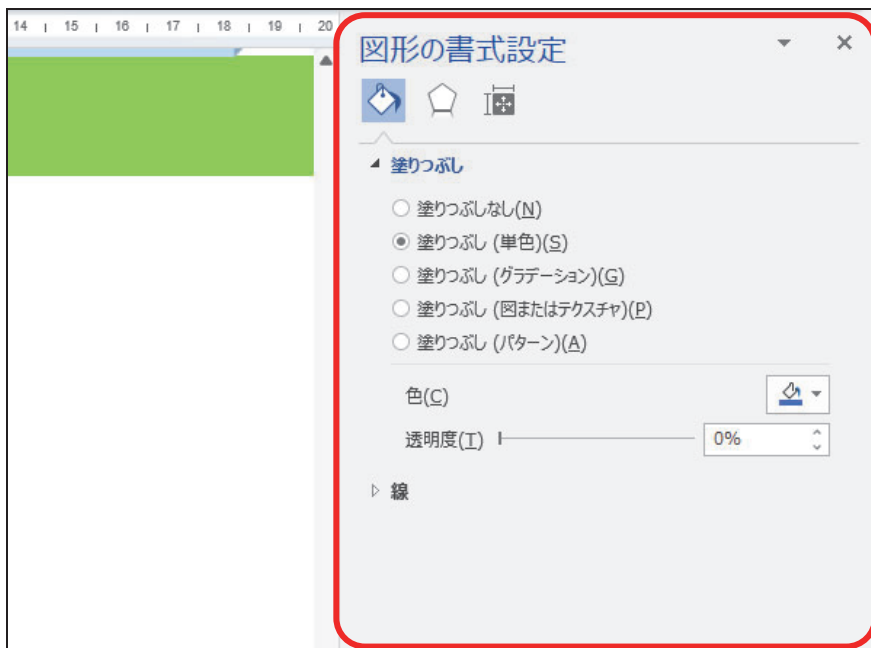 14 15 16 17 18 19 20
図形の書式設定
塗りつぶし
塗りつぶしなし(N)
塗りつぶし (単色)(S)
塗りつぶし (グラデーション)(G)
塗りつぶし (図またはテクスチャ)(P)
塗りつぶし (パターン)(A)
色(C)
透明度(T) 0%
線